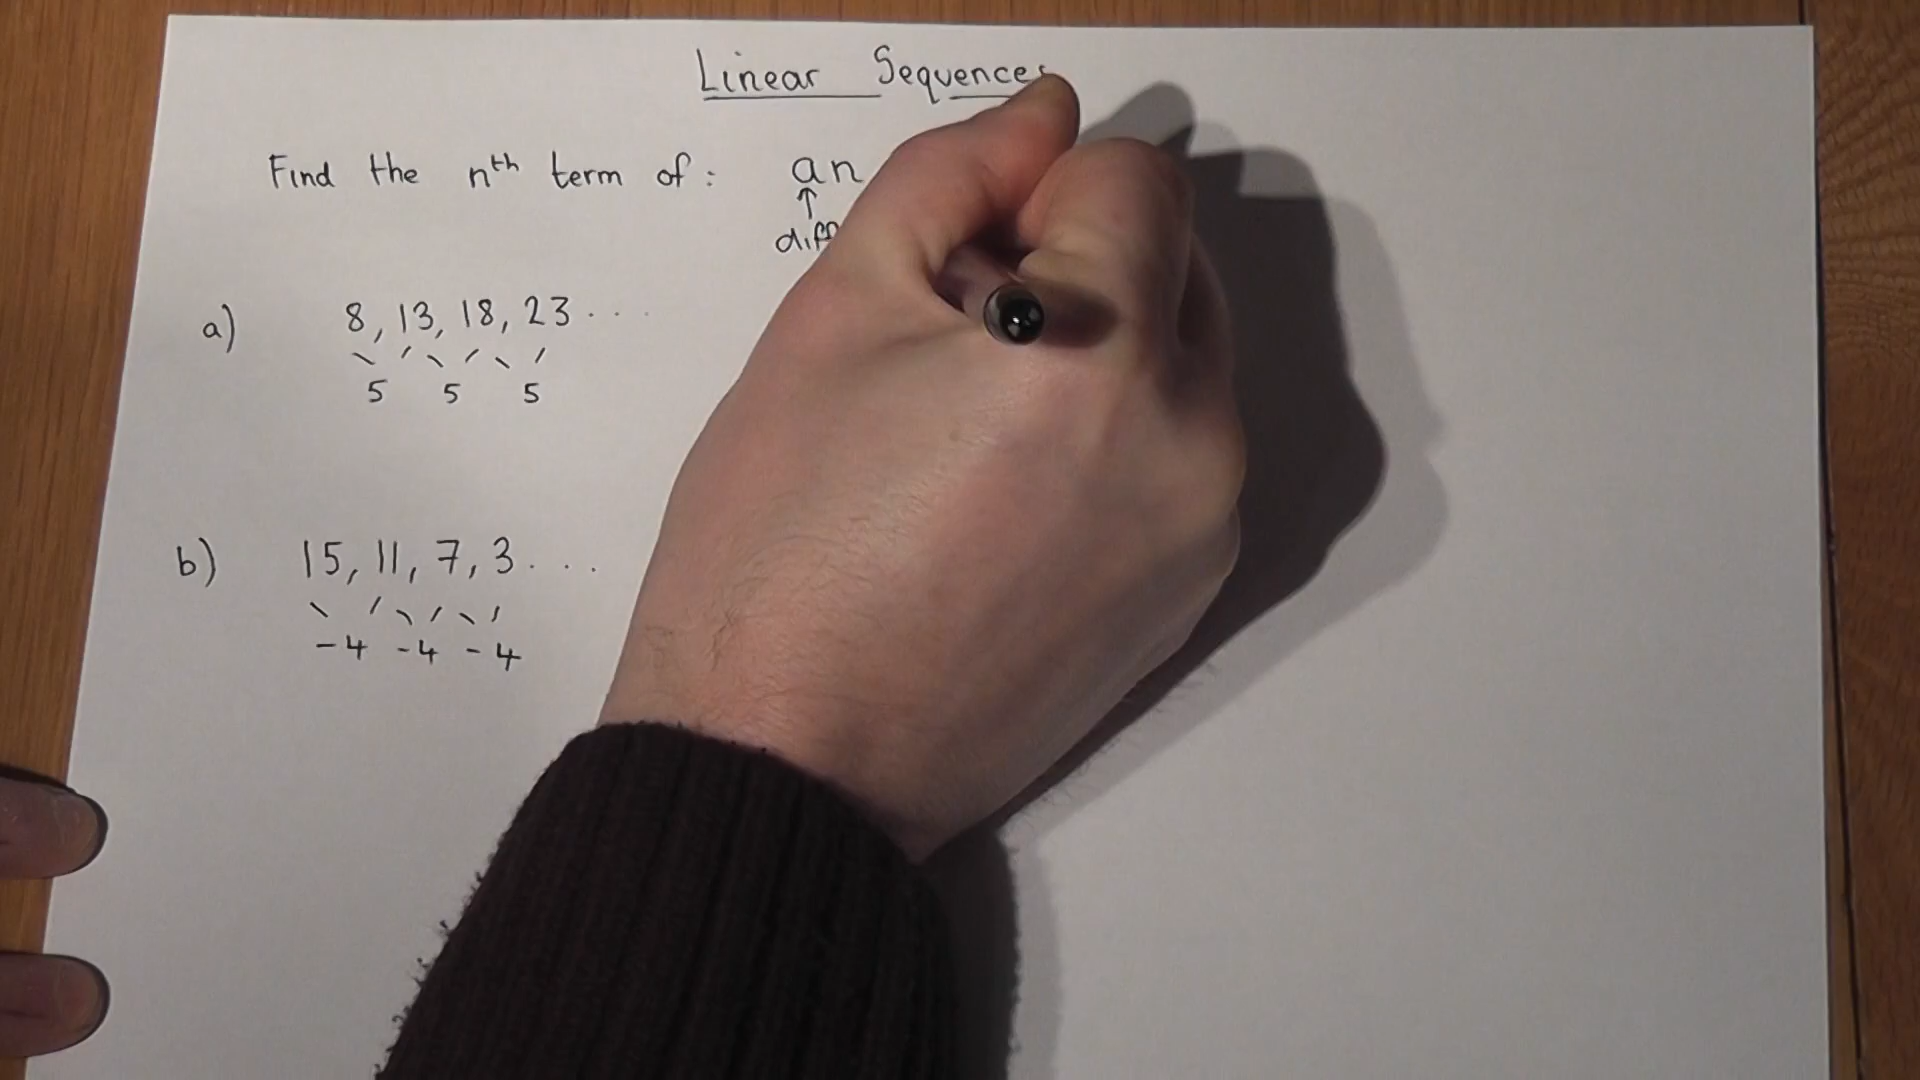 Linear Sequences
Find the nth term of : an
↑
diff
a) 8, 13, 18, 23 . . .
5 5 5
b) 15, 11, 7, 3 . . .
-4 -4 -4